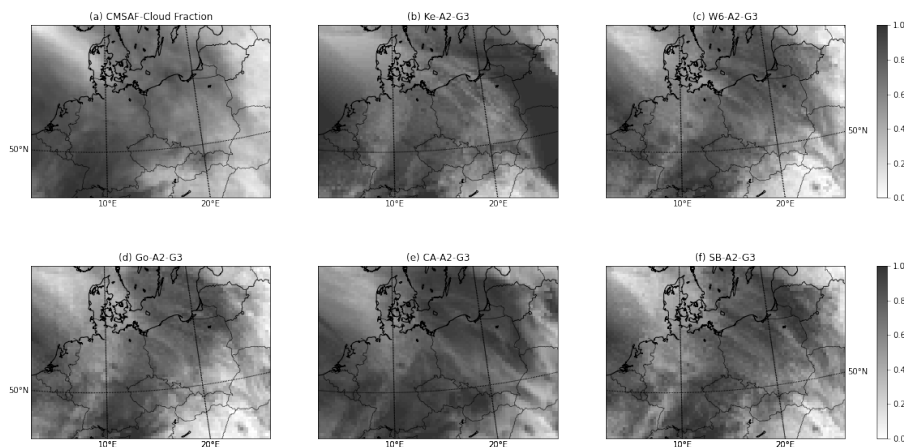 (a) CMSAF-Cloud Fraction
(b) Ke-A2-G3
(c) W6-A2-G3
1.0
0.8
0.6
0.4
0.2
0.0
50°N
50°N
10°E
20°E
10°E
20°E
10°E
20°E
(d) Go-A2-G3
(e) CA-A2-G3
(f) SB-A2-G3
1.0
0.8
0.6
0.4
0.2
0.0
50°N
50°N
10°E
20°E
10°E
20°E
10°E
20°E